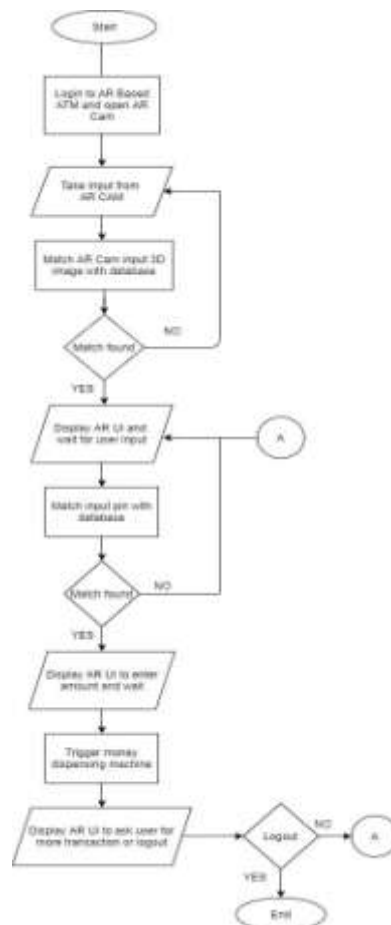 Start
Login to AR Based
ATM and open AR
Cam
Take input from
AR CAM
Match AR Cam input 3D
image with database
Match found
NO
YES
Display AR UI and
wait for user input
A
Match input pin with
database
Match found
NO
YES
Display AR UI to enter
amount and wait
Trigger money
dispensing machine
Display AR UI to ask user for
more transaction or logout
Logout
NO
A
YES
End